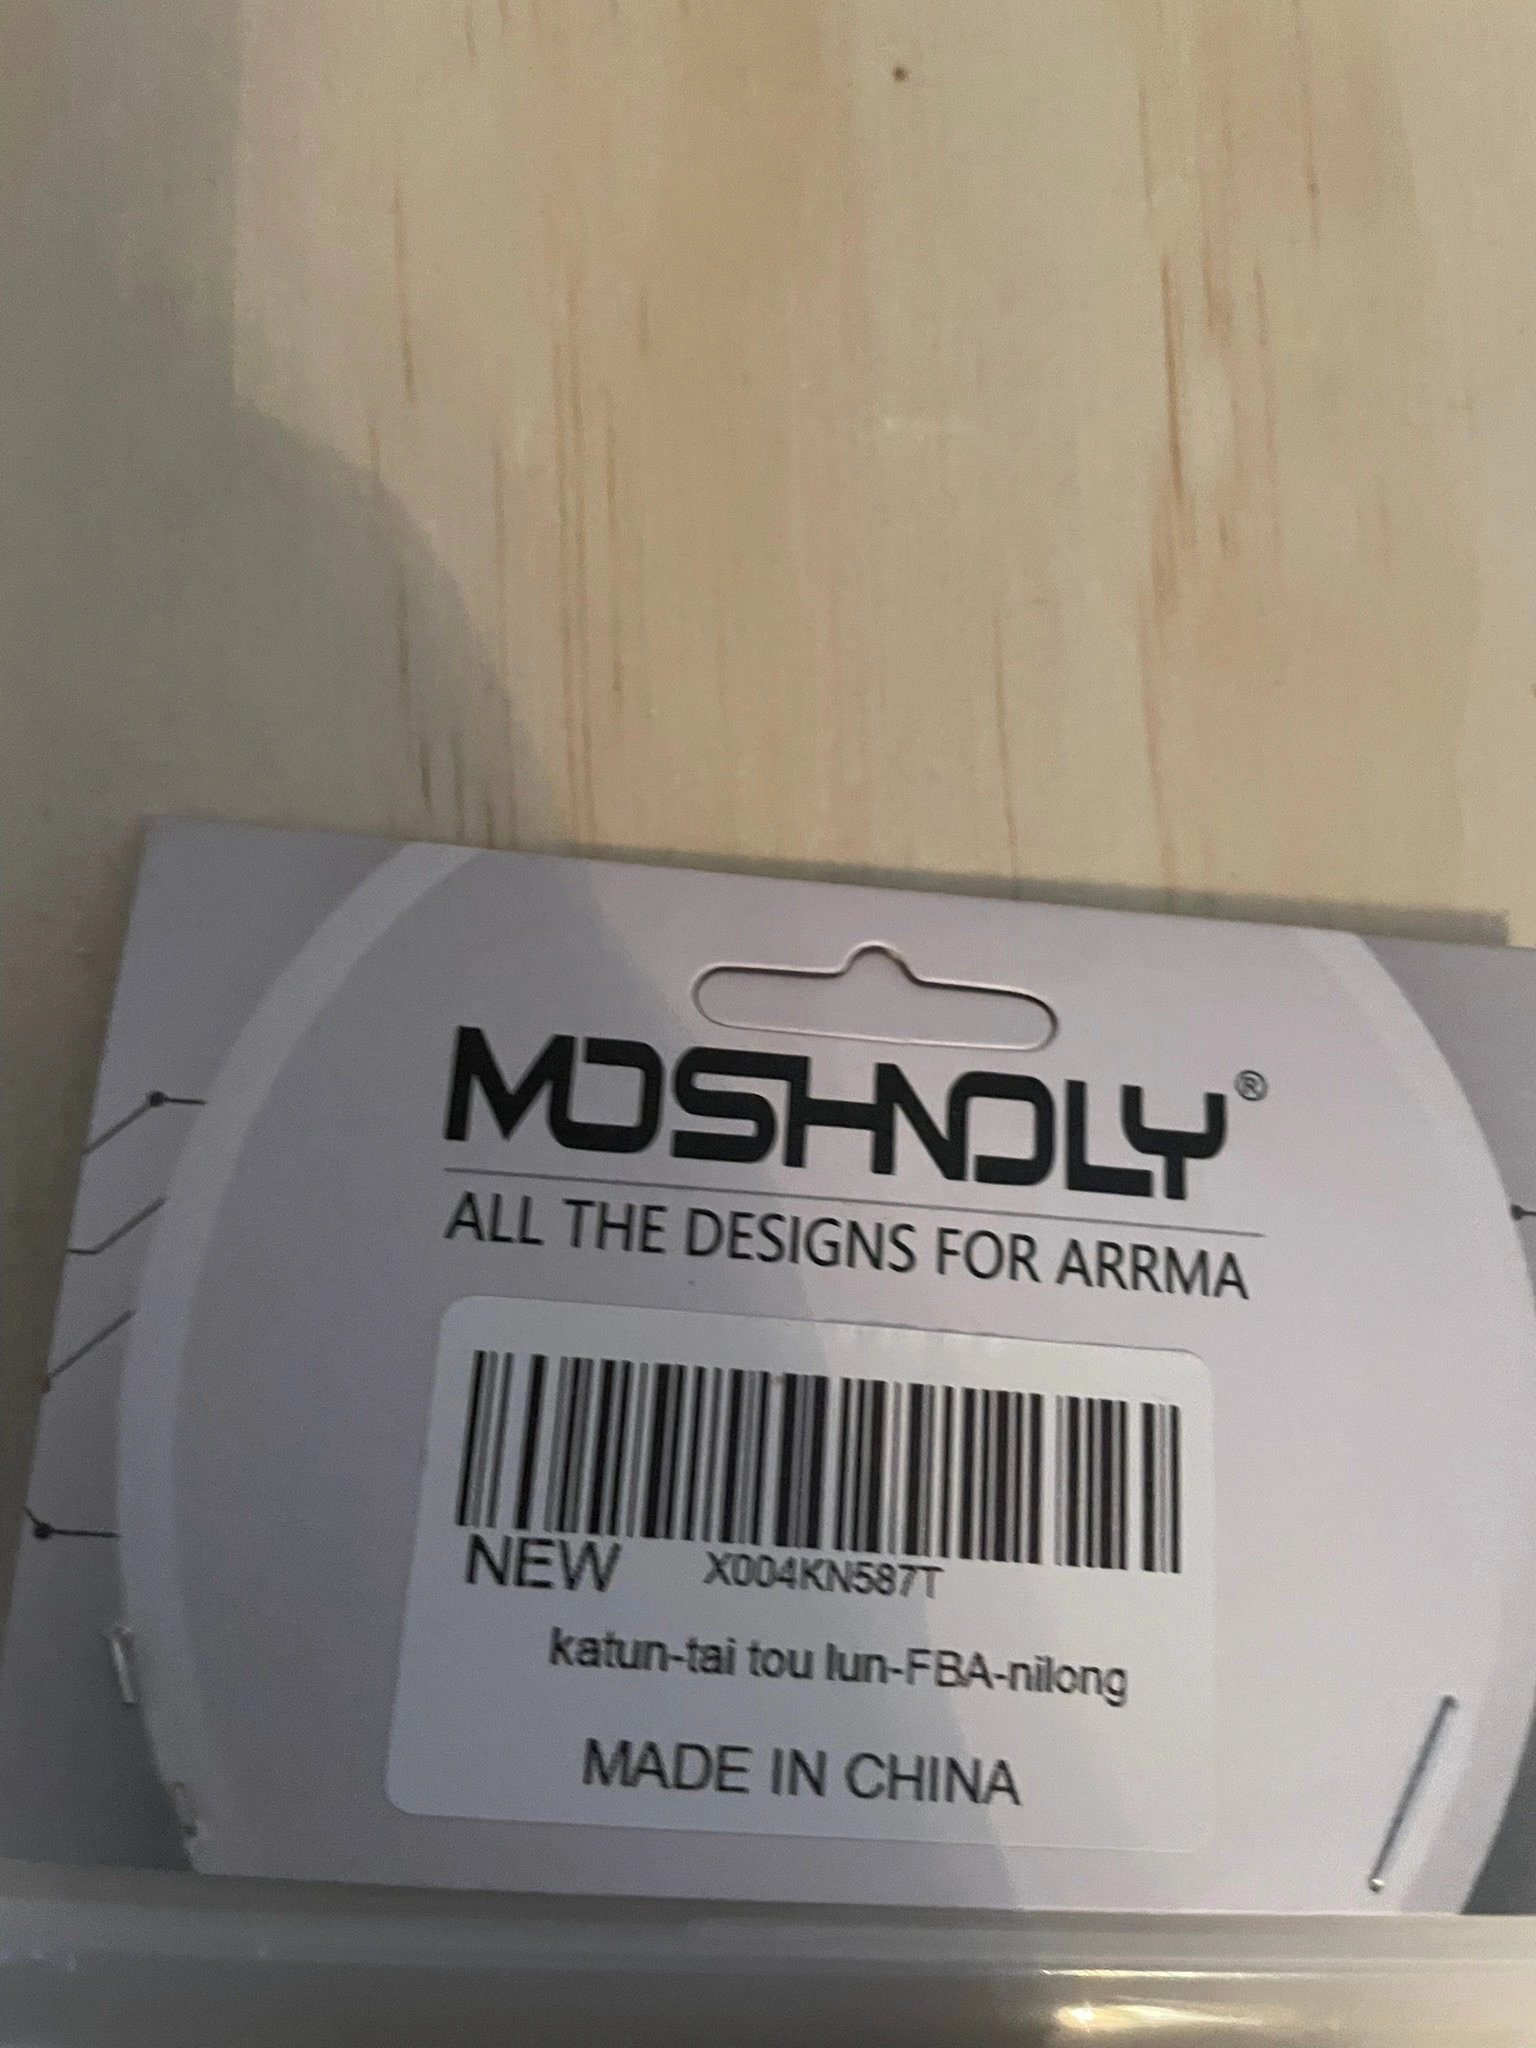 MOSHNOLY®
ALL THE DESIGNS FOR ARRMA
NEW X004KN587T
katun-tai tou lun-FBA-nilong
MADE IN CHINA